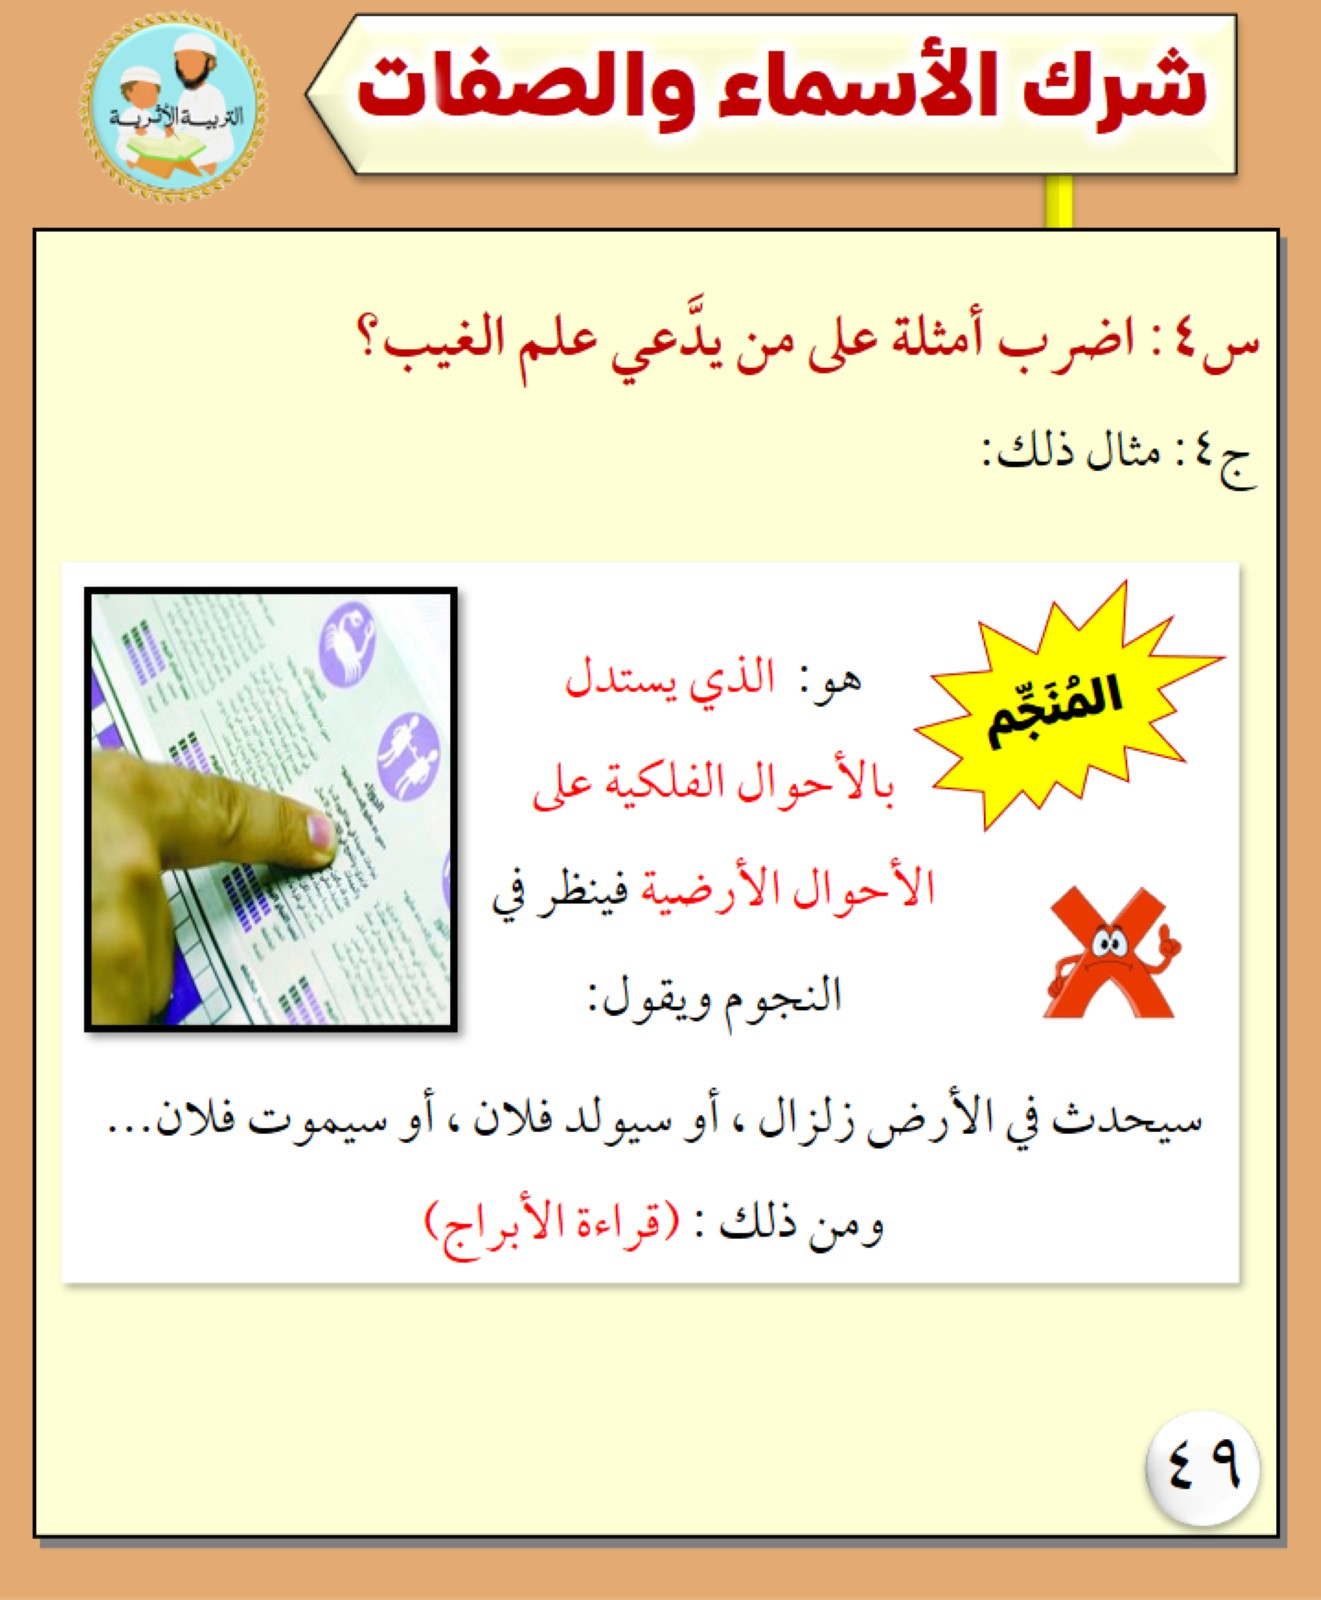 شرك الأسماء والصفات
التربية الأثرية
س٤: اضرب أمثلة على من يدَّعي علم الغيب؟
ج٤: مثال ذلك:
المُنَجِّم
هو: الذي يستدل
بالأحوال الفلكية على
الأحوال الأرضية فينظر في
النجوم ويقول:
سيحدث في الأرض زلزال ، أو سيولد فلان ، أو سيموت فلان...
ومن ذلك : (قراءة الأبراج)
الجوزاء
٤٩